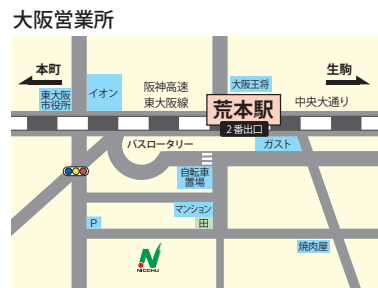 大阪営業所
本町
生駒
東大阪
市役所
イオン
阪神高速
東大阪線
大阪王将
荒本駅
2番出口
中央大通り
バスロータリー
ガスト
自転車
置場
マンション
P
田
焼肉屋
NICCHU